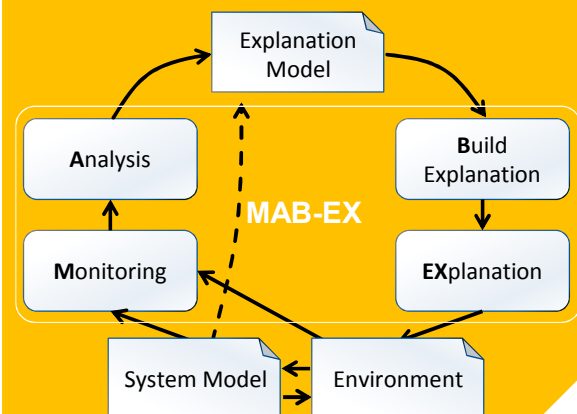 Explanation
Model
Analysis
Build
Explanation
MAB-EX
Monitoring
EXplanation
System Model
Environment